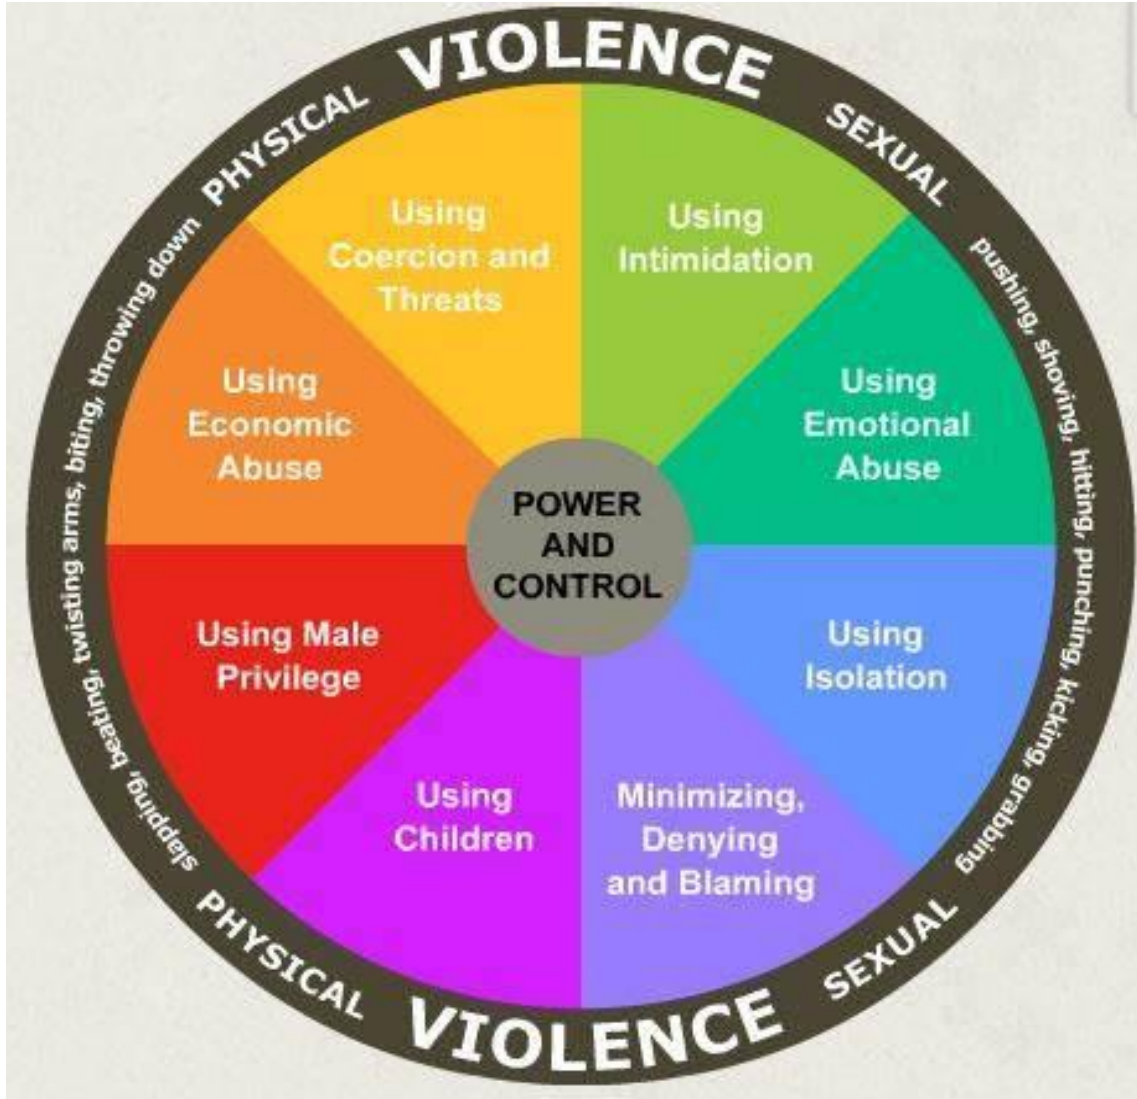 PHYSICAL VIOLENCE SEXUAL
pushing, shoving, hitting, punching, kicking, grabbing
SEXUAL VIOLENCE PHYSICAL
slapping, beating, twisting arms, biting, throwing down
Using
Coercion and
Threats
Using
Intimidation
Using
Emotional
Abuse
Using
Isolation
Minimizing,
Denying
and Blaming
Using
Children
Using Male
Privilege
Using
Economic
Abuse
POWER
AND
CONTROL